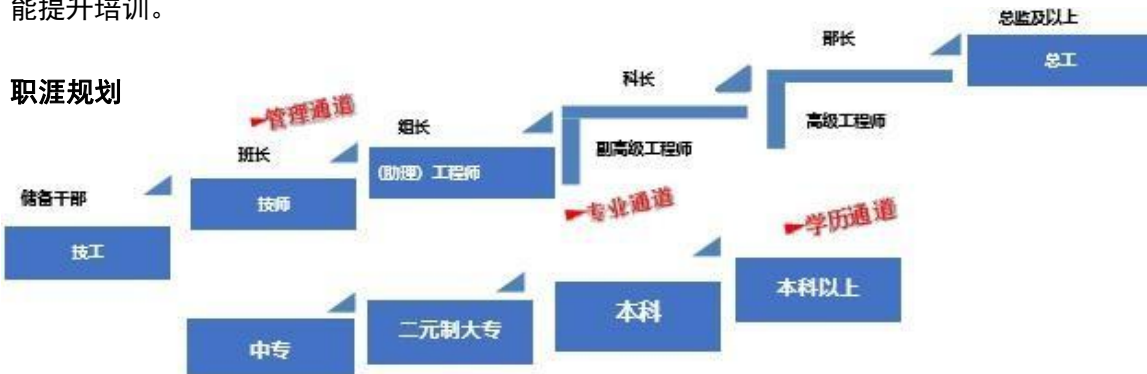 能提升培训。
职涯规划
总监及以上
总工
部长
高级工程师
科长
副高级工程师
管理通道
组长
(助理) 工程师
班长
技师
储备干部
技工
专业通道
学历通道
中专
二元制大专
本科
本科以上